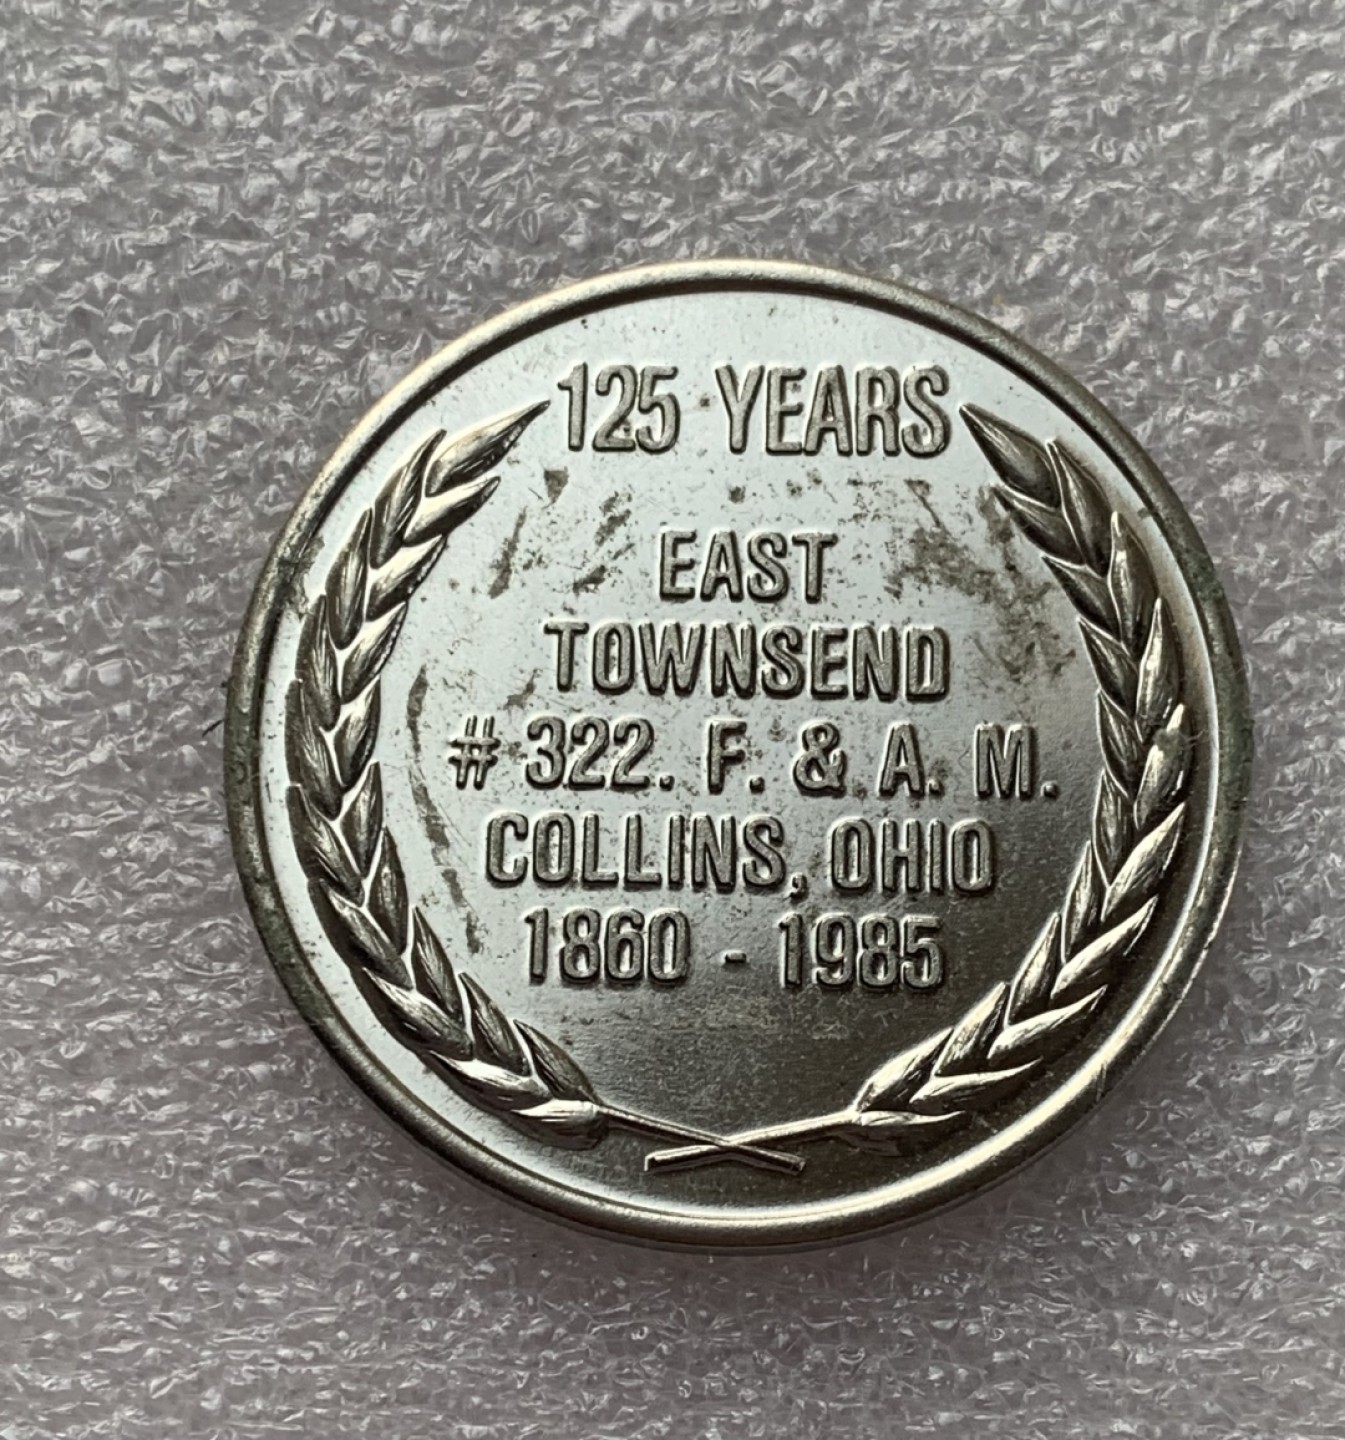 125 YEARS
EAST
TOWNSEND
# 322. F. & A. M.
COLLINS, OHIO
1860 - 1985